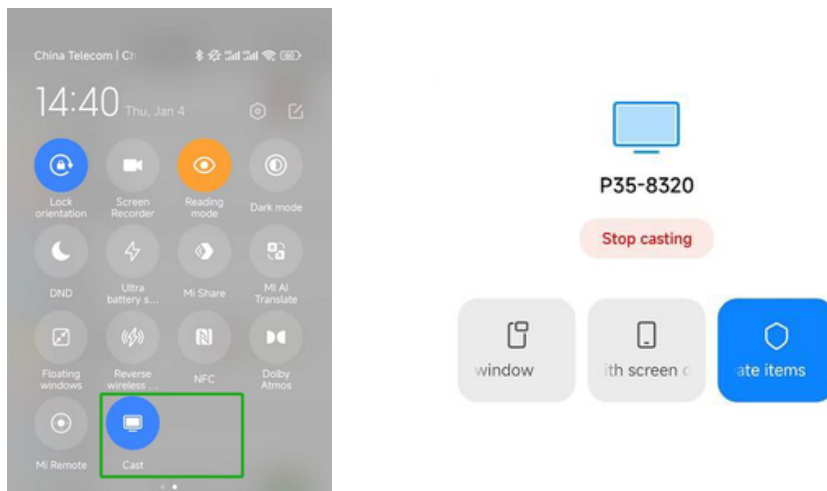 China Telecom | Ch
60
14:40 Thu, Jan 4
Lock
orientation
Screen
Recorder
Reading
mode
Dark mode
DND
Ultra
battery s...
Mi Share
MI AI
Translate
Floating
windows
Reverse
wireless ...
NFC
Dolby
Atmos
Mi Remote
Cast
P35-8320
Stop casting
window
ith screen c
ate items